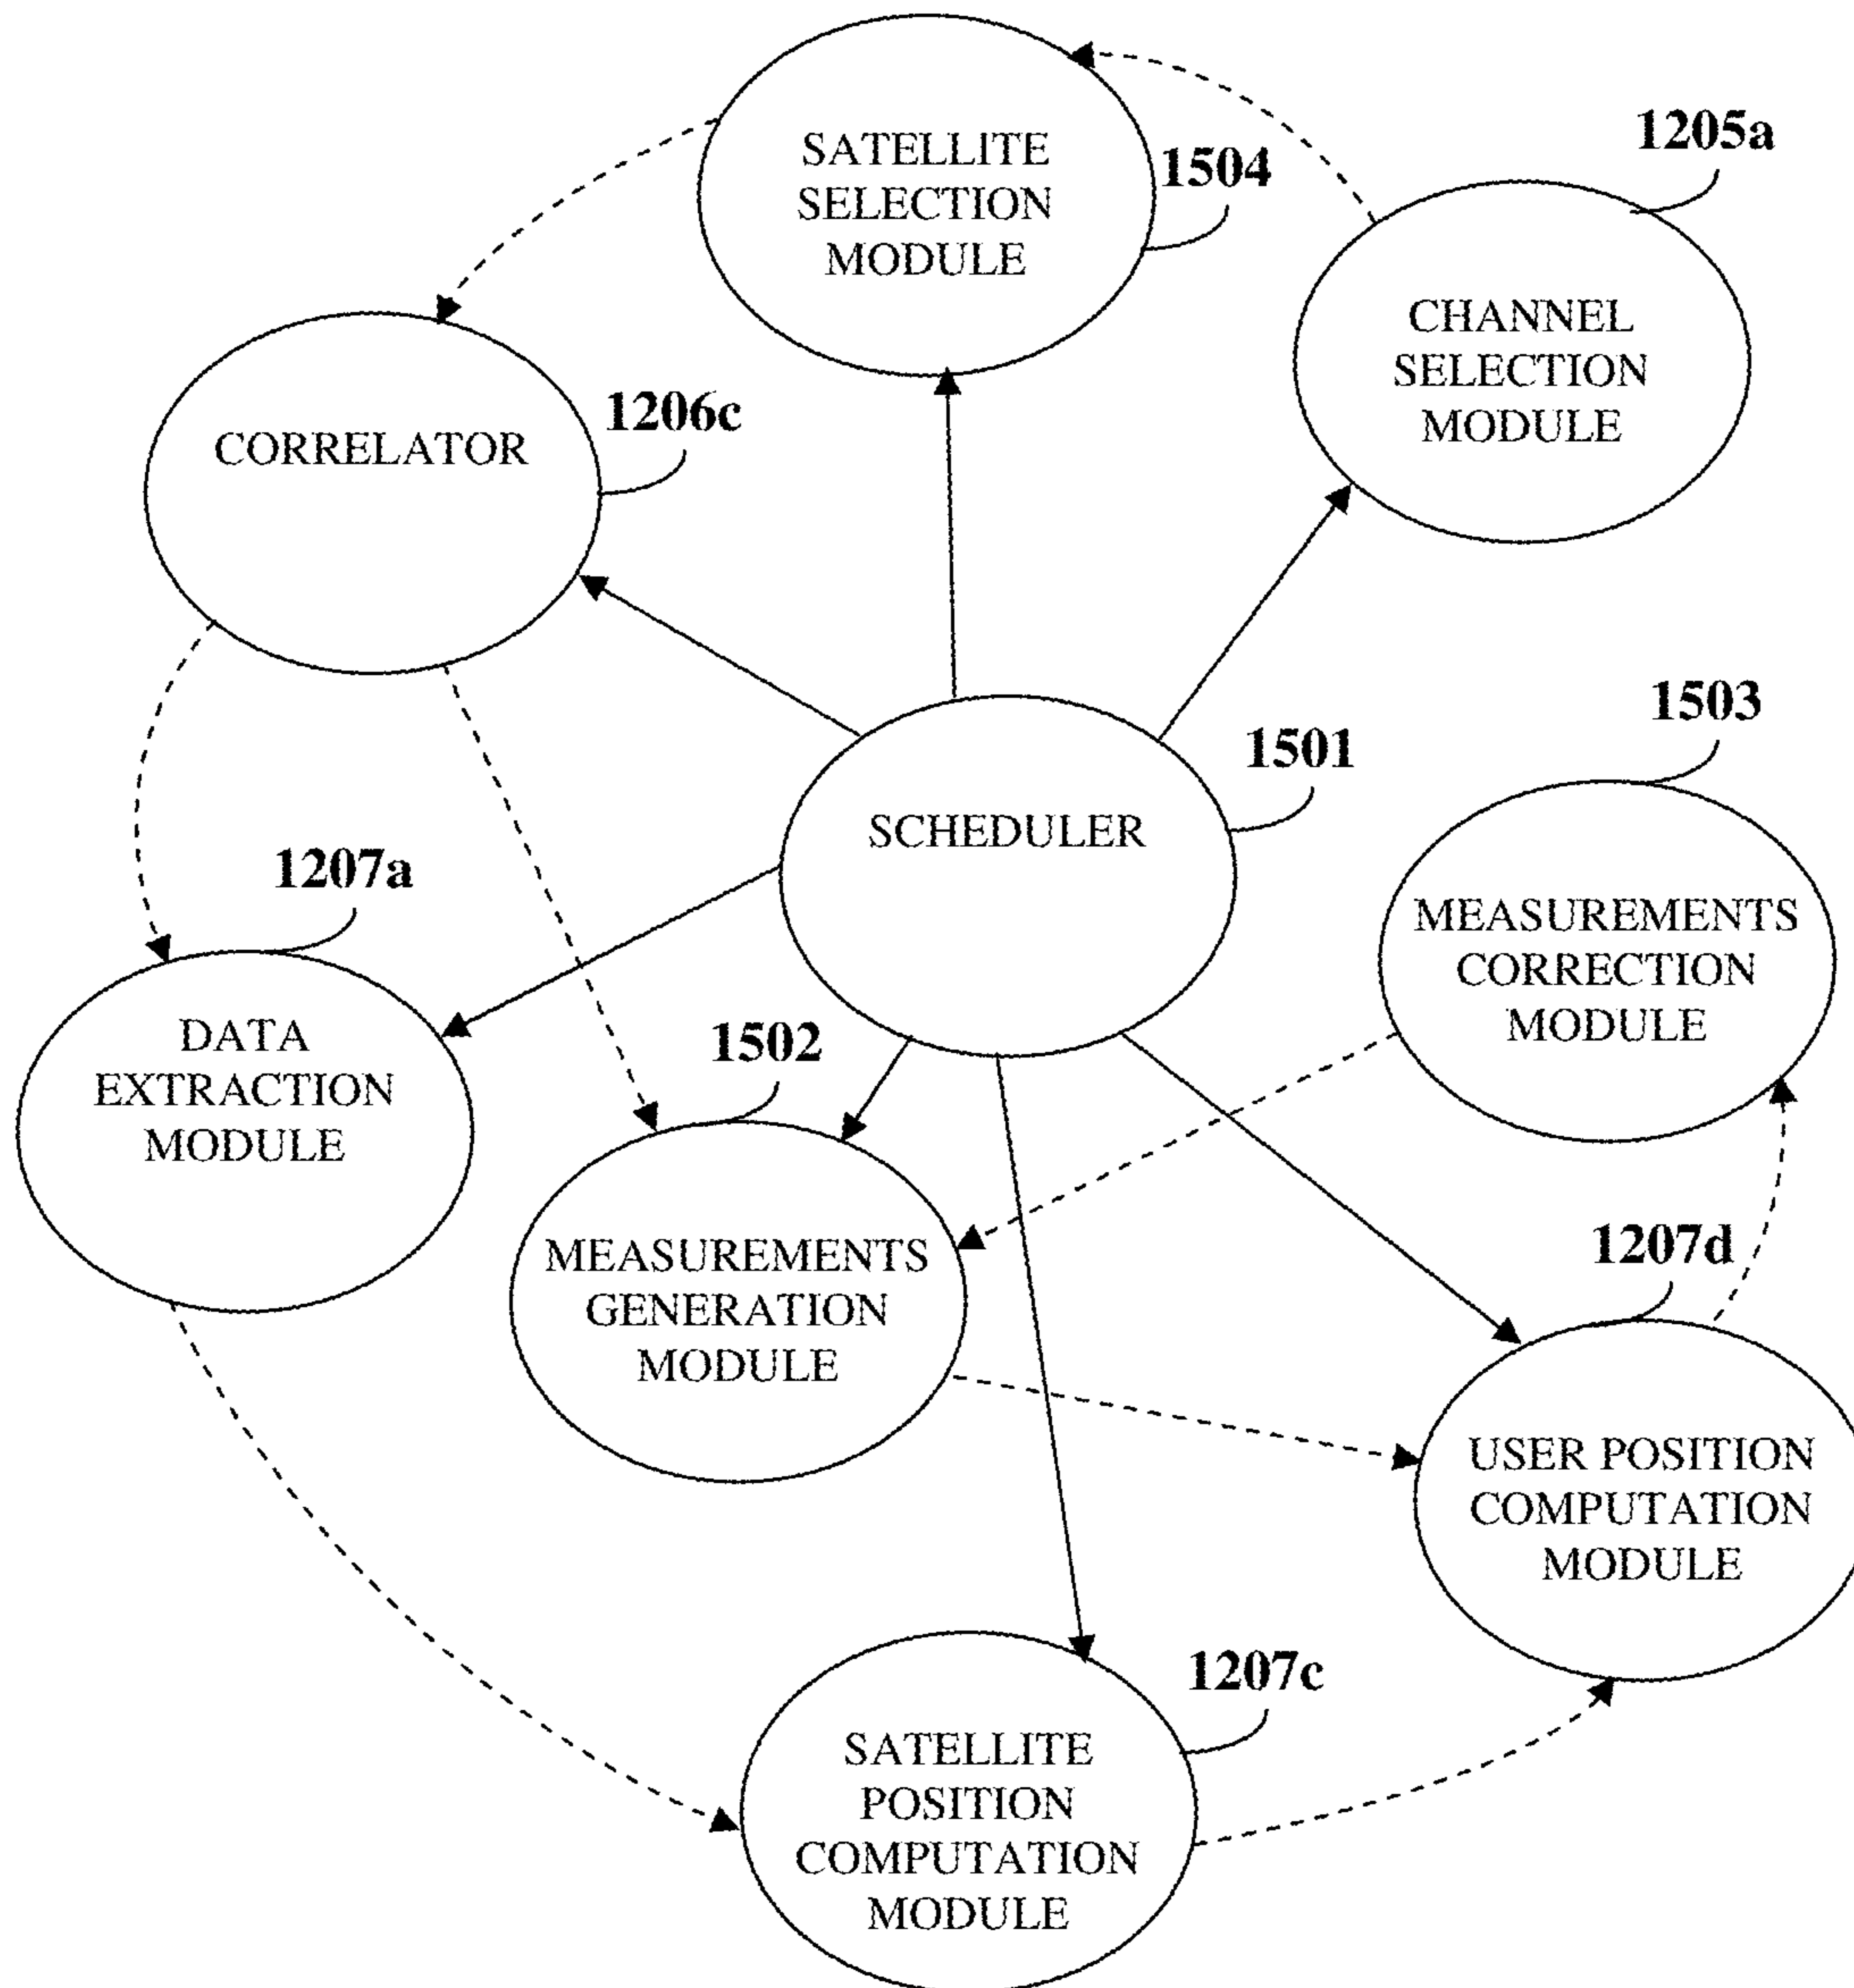 SATELLITE
SELECTION
MODULE
1504
1205a
CHANNEL
SELECTION
MODULE
CORRELATOR
1206c
SCHEDULER
1501
1503
MEASUREMENTS
CORRECTION
MODULE
1207a
DATA
EXTRACTION
MODULE
1502
MEASUREMENTS
GENERATION
MODULE
1207d
USER POSITION
COMPUTATION
MODULE
1207c
SATELLITE
POSITION
COMPUTATION
MODULE